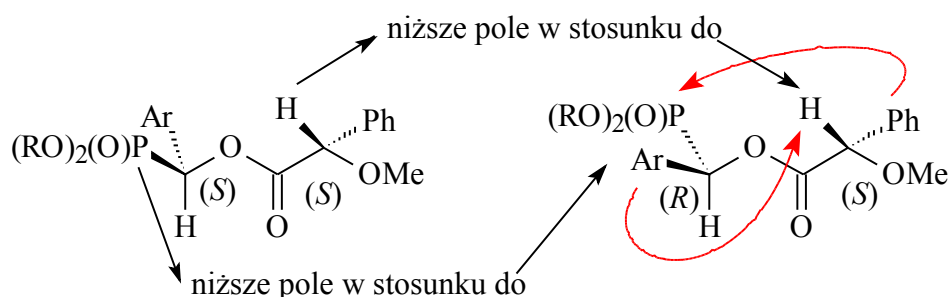 niższe pole w stosunku do
(RO)₂(O)P Ar H O (S) H O (S) Ph OMe
(RO)₂(O)P Ar O (R) H H O (S) Ph OMe
niższe pole w stosunku do